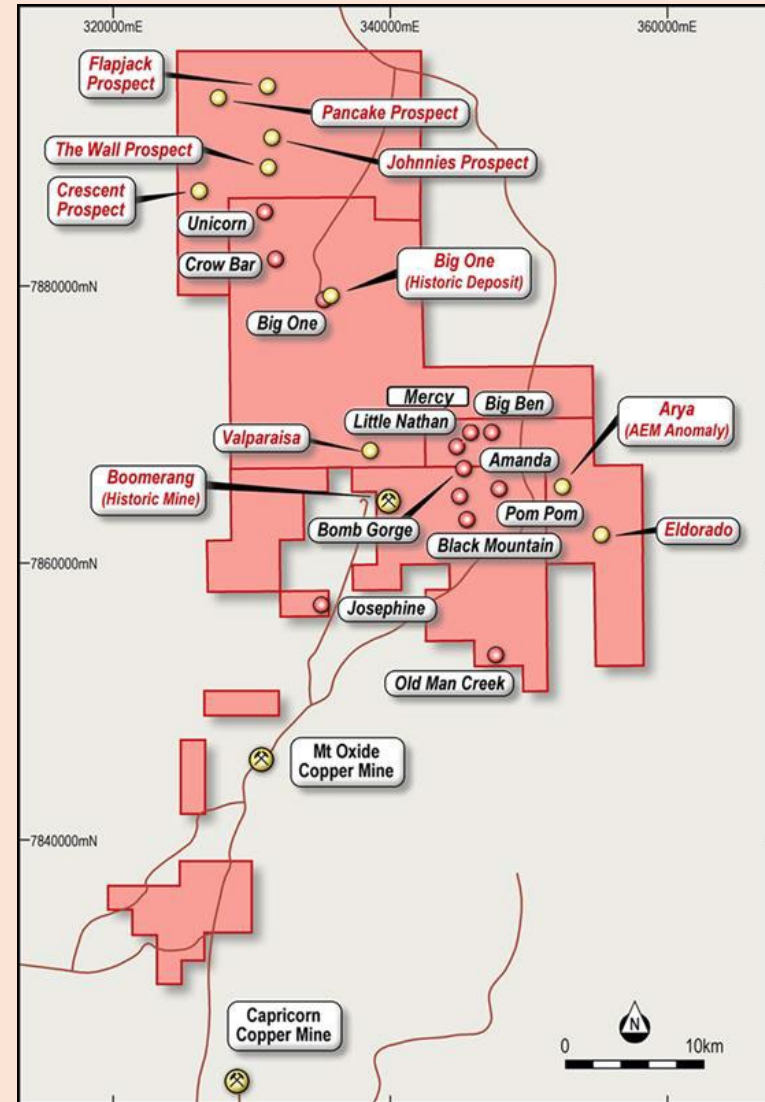 320000mE
340000mE
360000mE
Flapjack
Prospect
Pancake Prospect
The Wall Prospect
Johnnies Prospect
Crescent
Prospect
Unicorn
Crow Bar
Big One
(Historic Deposit)
7880000mN
Big One
Mercy
Big Ben
Little Nathan
Arya
(AEM Anomaly)
Valparaisa
Amanda
Boomerang
(Historic Mine)
Pom Pom
Bomb Gorge
Eldorado
Black Mountain
7860000mN
Josephine
Old Man Creek
Mt Oxide
Copper Mine
7840000mN
Capricorn
Copper Mine
N
0
10km